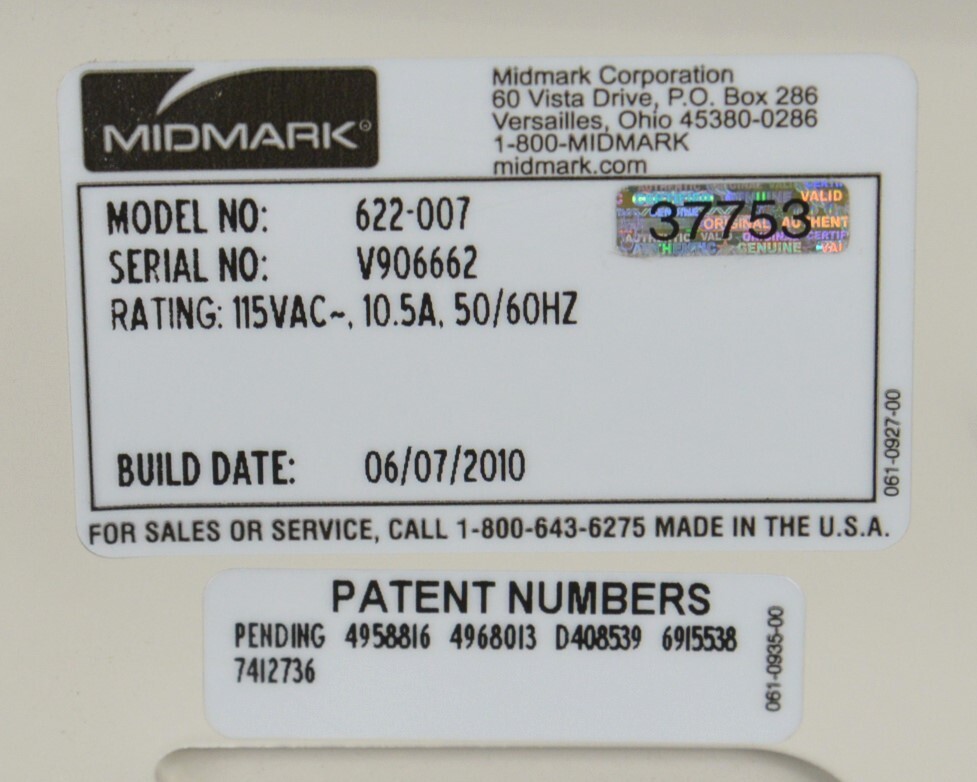 MIDMARK®
Midmark Corporation
60 Vista Drive, P.O. Box 286
Versailles, Ohio 45380-0286
1-800-MIDMARK
midmark.com
MODEL NO: 622-007
37753
SERIAL NO: V906662
RATING: 115VAC~, 10.5A, 50/60HZ
BUILD DATE: 06/07/2010
061-0927-00
FOR SALES OR SERVICE, CALL 1-800-643-6275 MADE IN THE U.S.A.
PATENT NUMBERS
PENDING 4958816 4968013 D408539 6915538
7412736
061-0935-00